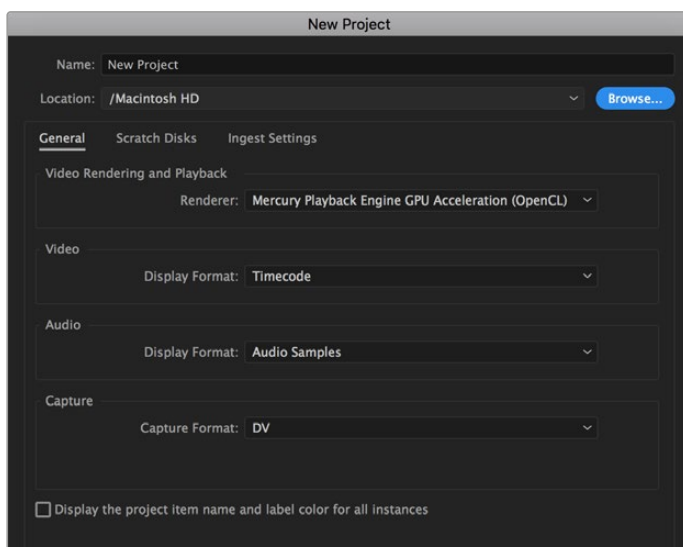 New Project
Name: New Project
Location: /Macintosh HD Browse...
General Scratch Disks Ingest Settings
Video Rendering and Playback
Renderer: Mercury Playback Engine GPU Acceleration (OpenCL)
Video
Display Format: Timecode
Audio
Display Format: Audio Samples
Capture
Capture Format: DV
Display the project item name and label color for all instances